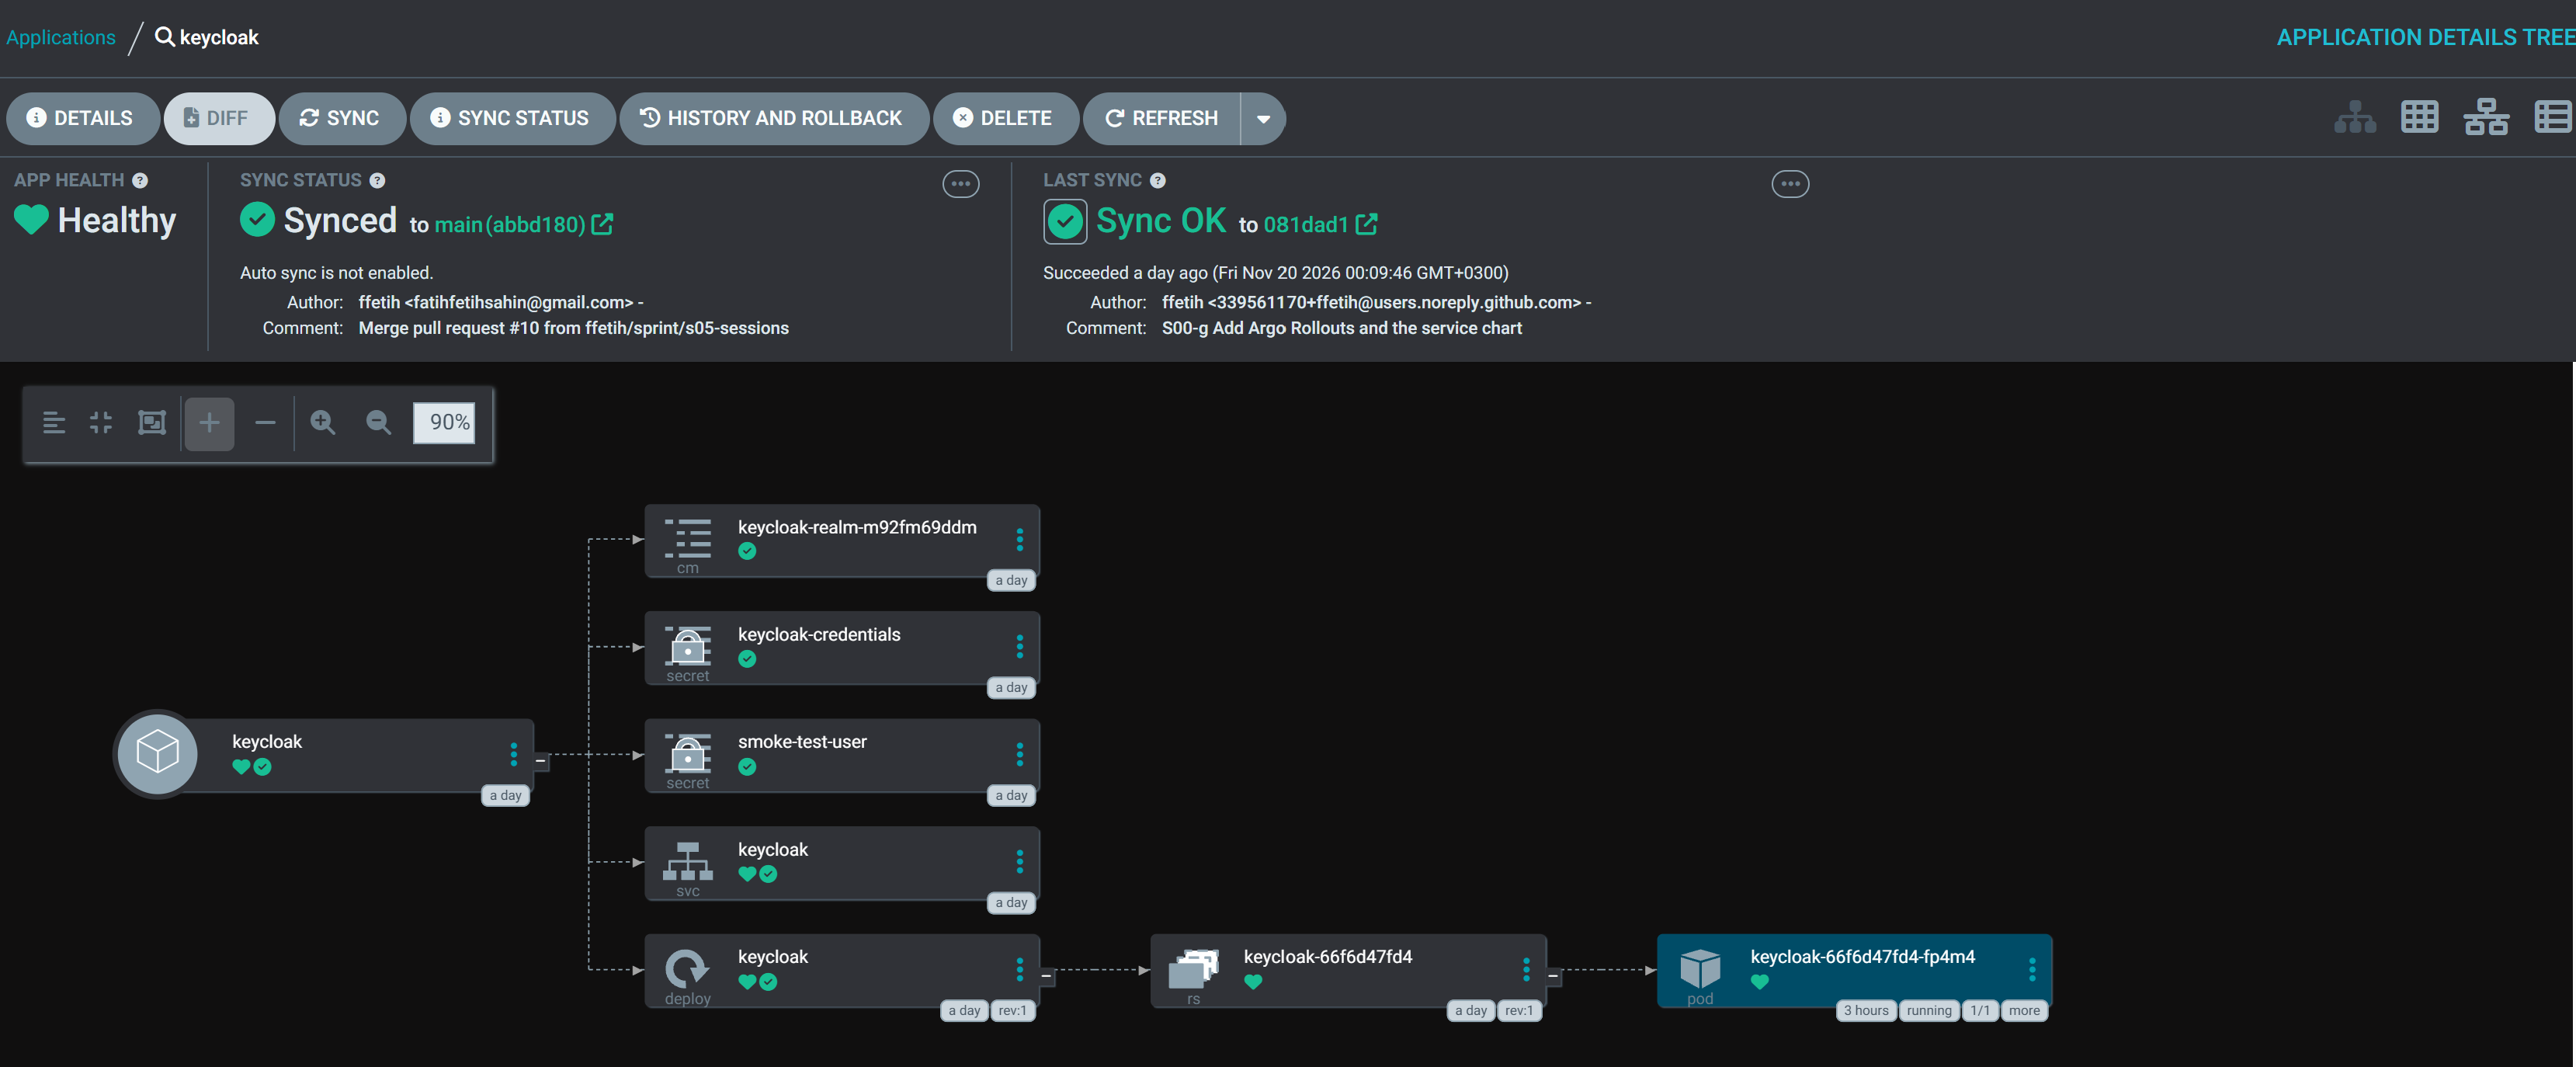 Applications / keycloak
APPLICATION DETAILS TREE
DETAILS
DIFF
SYNC
SYNC STATUS
HISTORY AND ROLLBACK
DELETE
REFRESH
APP HEALTH
Healthy
SYNC STATUS
Synced to main (abbd180)
Auto sync is not enabled.
Author: ffetih <fatihfetihsahin@gmail.com> -
Comment: Merge pull request #10 from ffetih/sprint/s05-sessions
LAST SYNC
Sync OK to 081dad1
Succeeded a day ago (Fri Nov 20 2026 00:09:46 GMT+0300)
Author: ffetih <339561170+ffetih@users.noreply.github.com> -
Comment: S00-g Add Argo Rollouts and the service chart
90%
keycloak-realm-m92fm69ddm
cm
a day
keycloak-credentials
secret
a day
keycloak
a day
smoke-test-user
secret
a day
keycloak
svc
a day
keycloak
deploy
a day
rev:1
keycloak-66f6d47fd4
rs
a day
rev:1
keycloak-66f6d47fd4-fp4m4
pod
3 hours
running
1/1
more